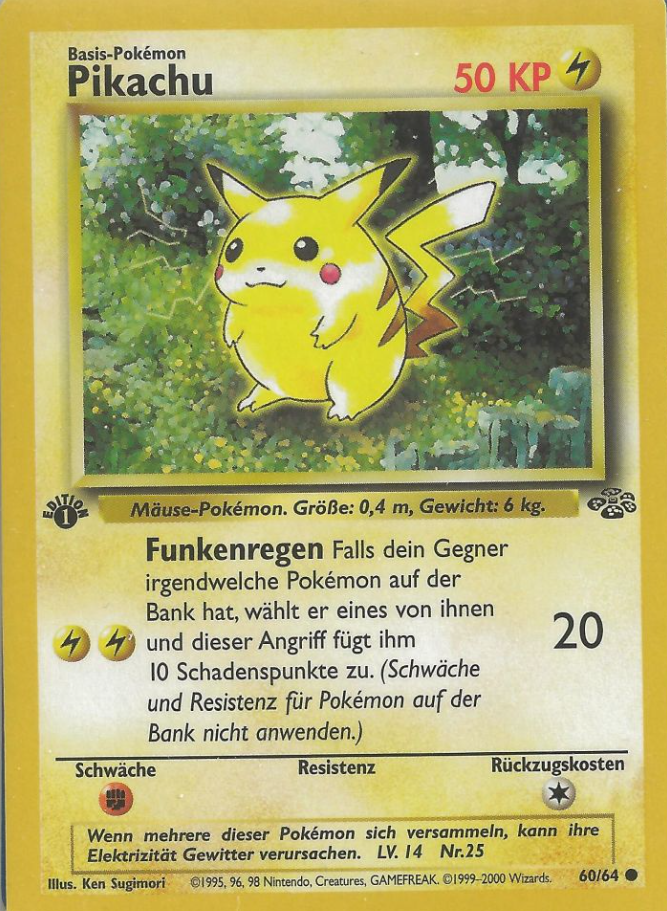 Basis-Pokémon
Pikachu
50 KP
EDITION
1
Mäuse-Pokémon. Größe: 0,4 m, Gewicht: 6 kg.
Funkenregen Falls dein Gegner
irgendwelche Pokémon auf der
Bank hat, wählt er eines von ihnen
und dieser Angriff fügt ihm
10 Schadenspunkte zu. (Schwäche
und Resistenz für Pokémon auf der
Bank nicht anwenden.)
20
Schwäche Resistenz Rückzugskosten
Wenn mehrere dieser Pokémon sich versammeln, kann ihre
Elektrizität Gewitter verursachen. LV. 14 Nr.25
Illus. Ken Sugimori ©1995, 96, 98 Nintendo, Creatures, GAMEFREAK. ©1999–2000 Wizards. 60/64